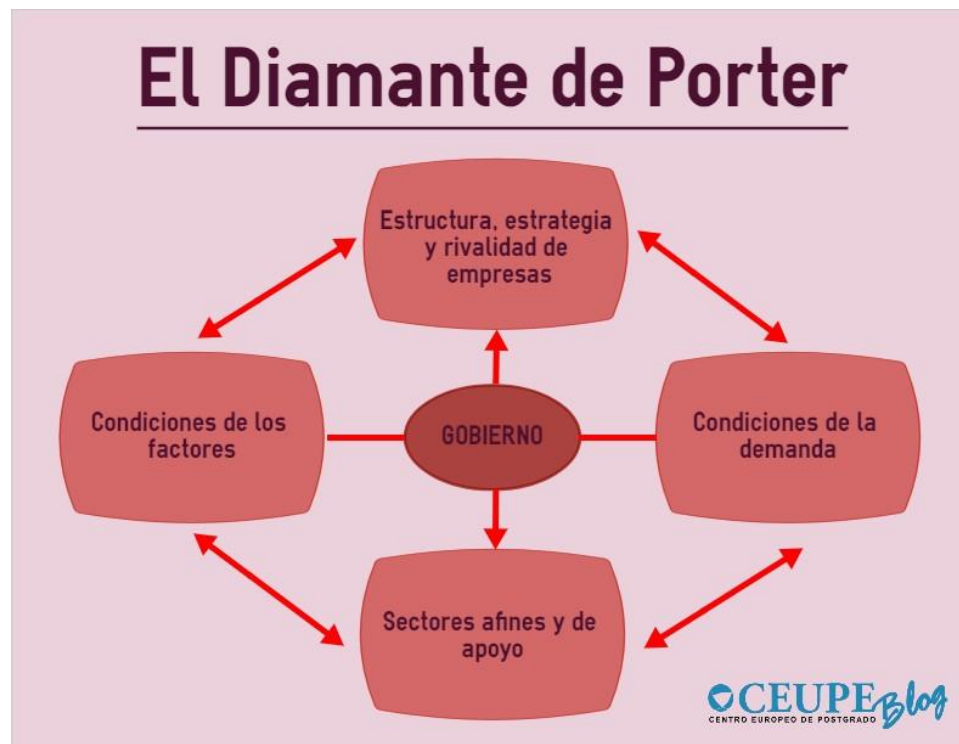 El Diamante de Porter
Estructura, estrategia
y rivalidad de
empresas
Condiciones de los
factores
GOBIERNO
Condiciones de la
demanda
Sectores afines y de
apoyo
CEUPE Blog
CENTRO EUROPEO DE POSTGRADO